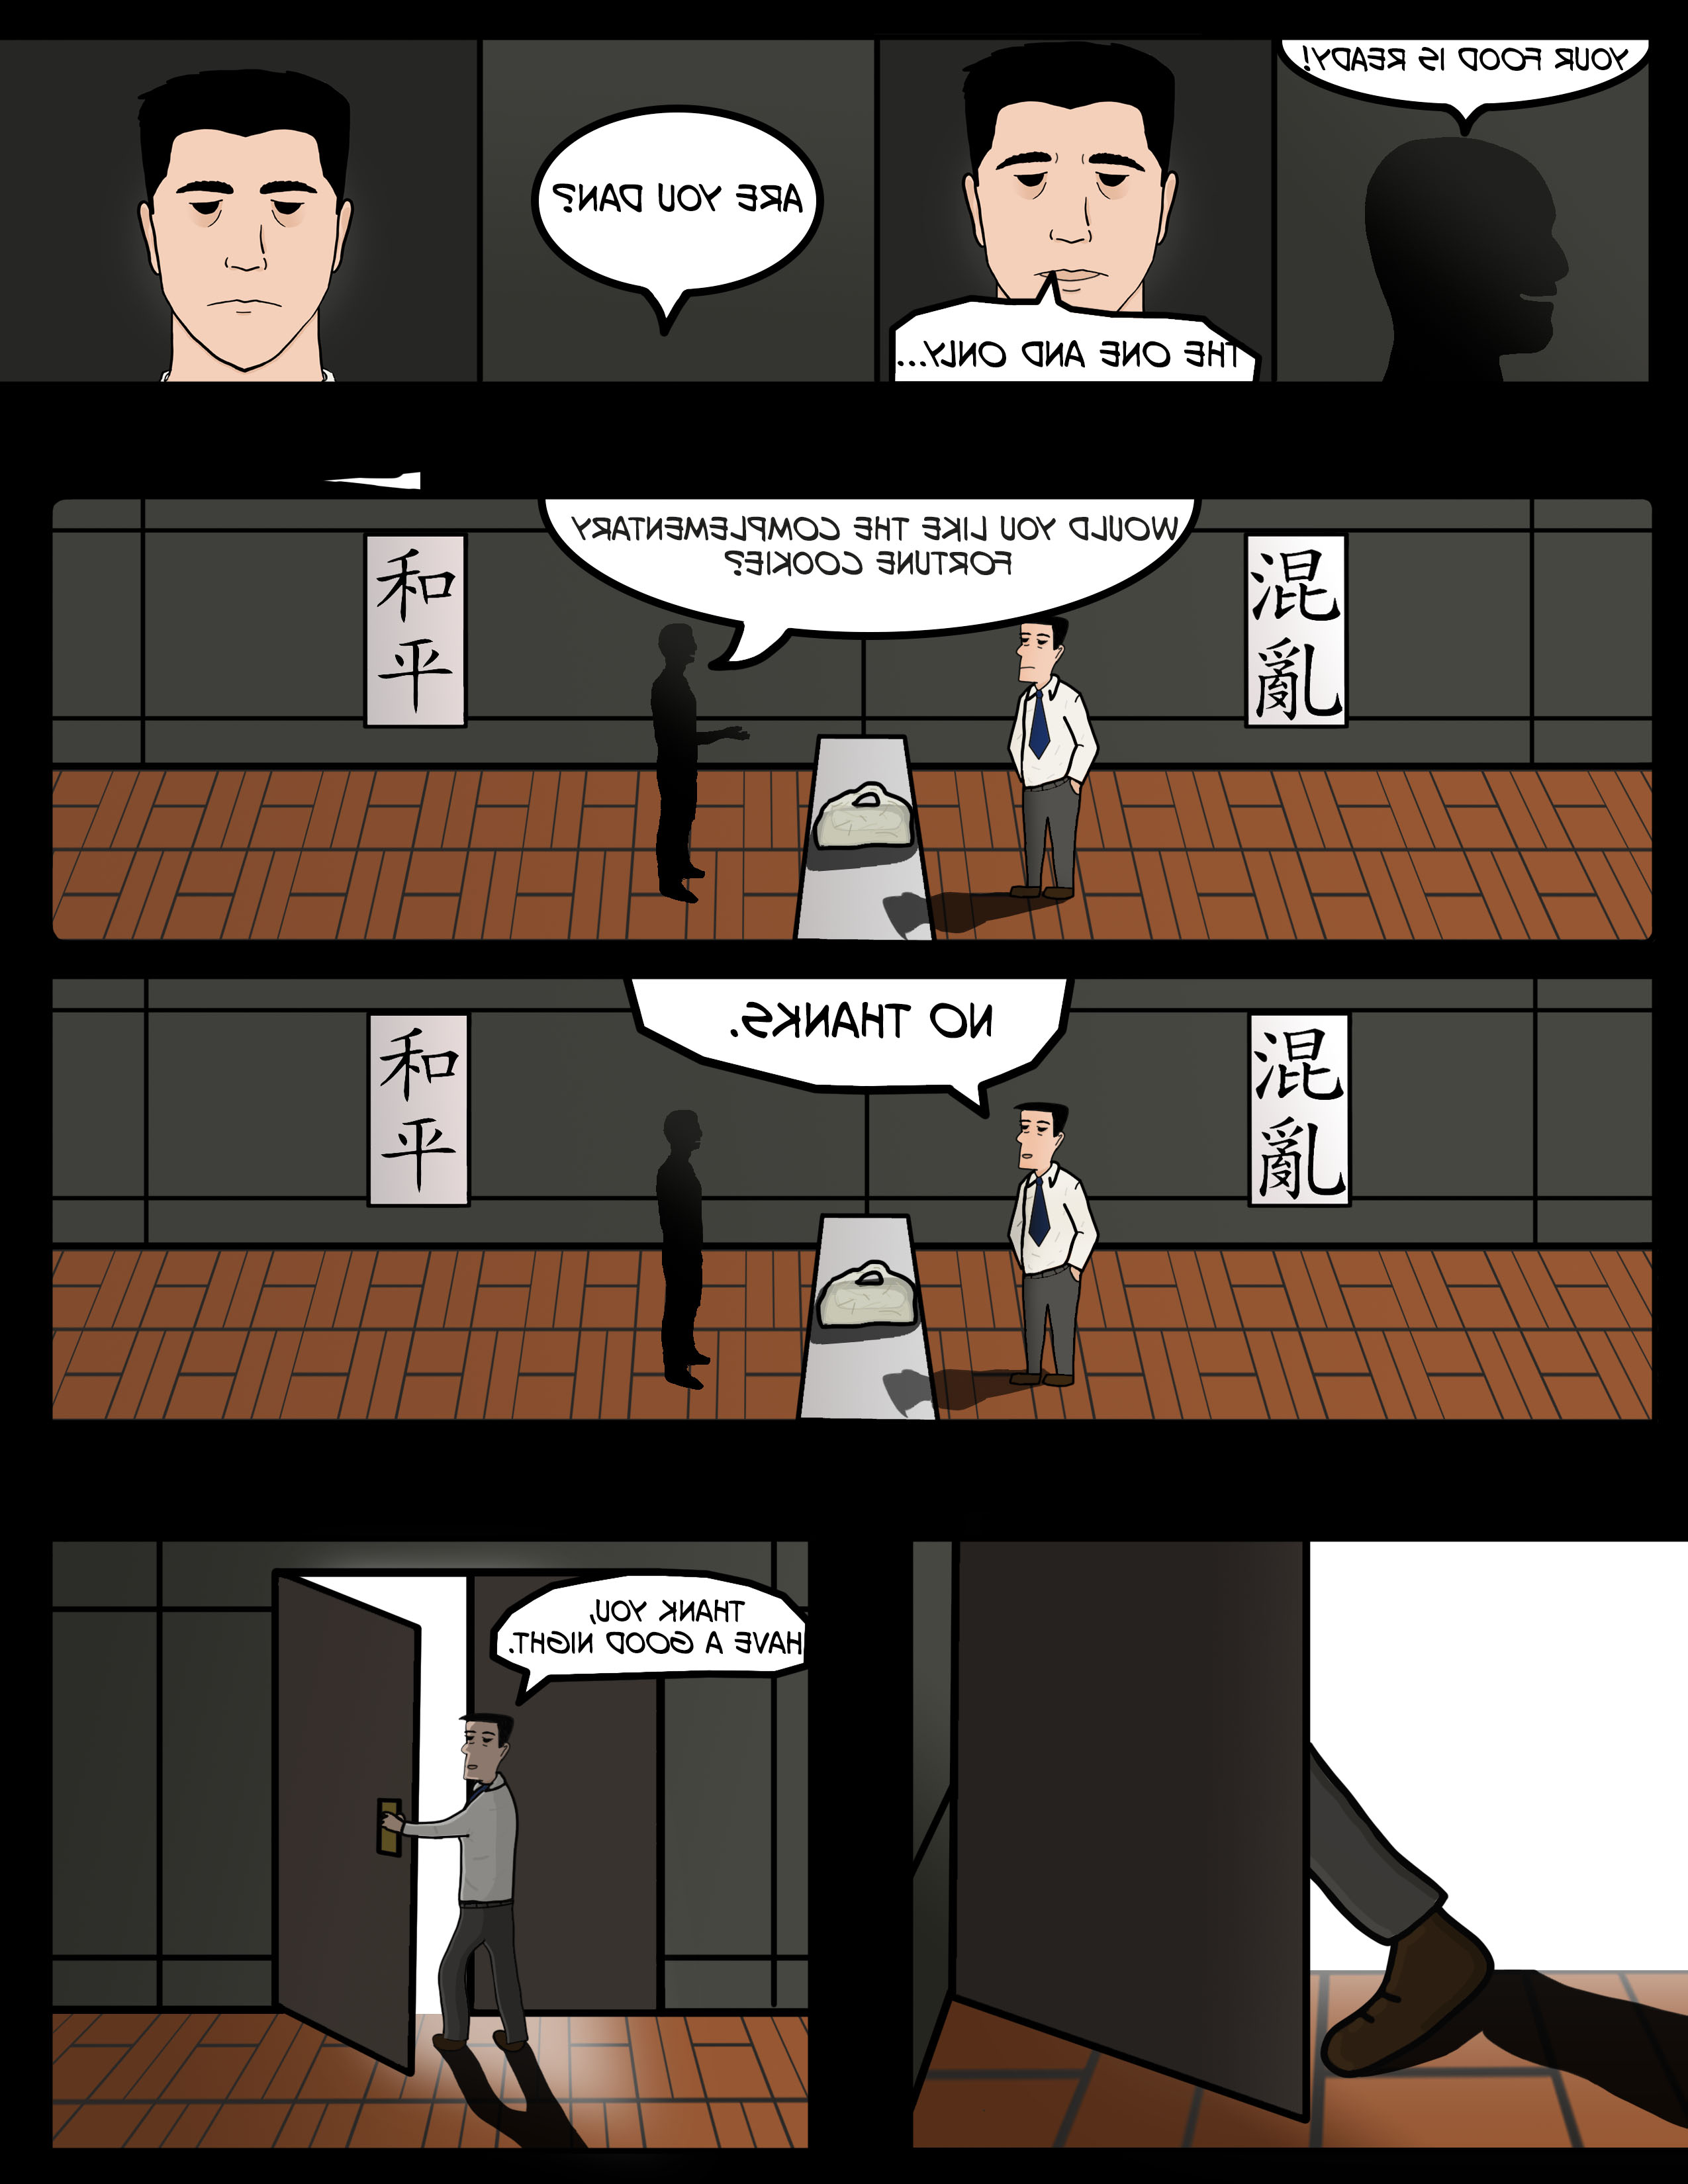 ARE YOU DAN?
THE ONE AND ONLY...
YOUR FOOD IS READY!
WOULD YOU LIKE THE COMPLEMENTARY
FORTUNE COOKIE?
和平
混亂
NO THANKS.
和平
混亂
THANK YOU,
HAVE A GOOD NIGHT.